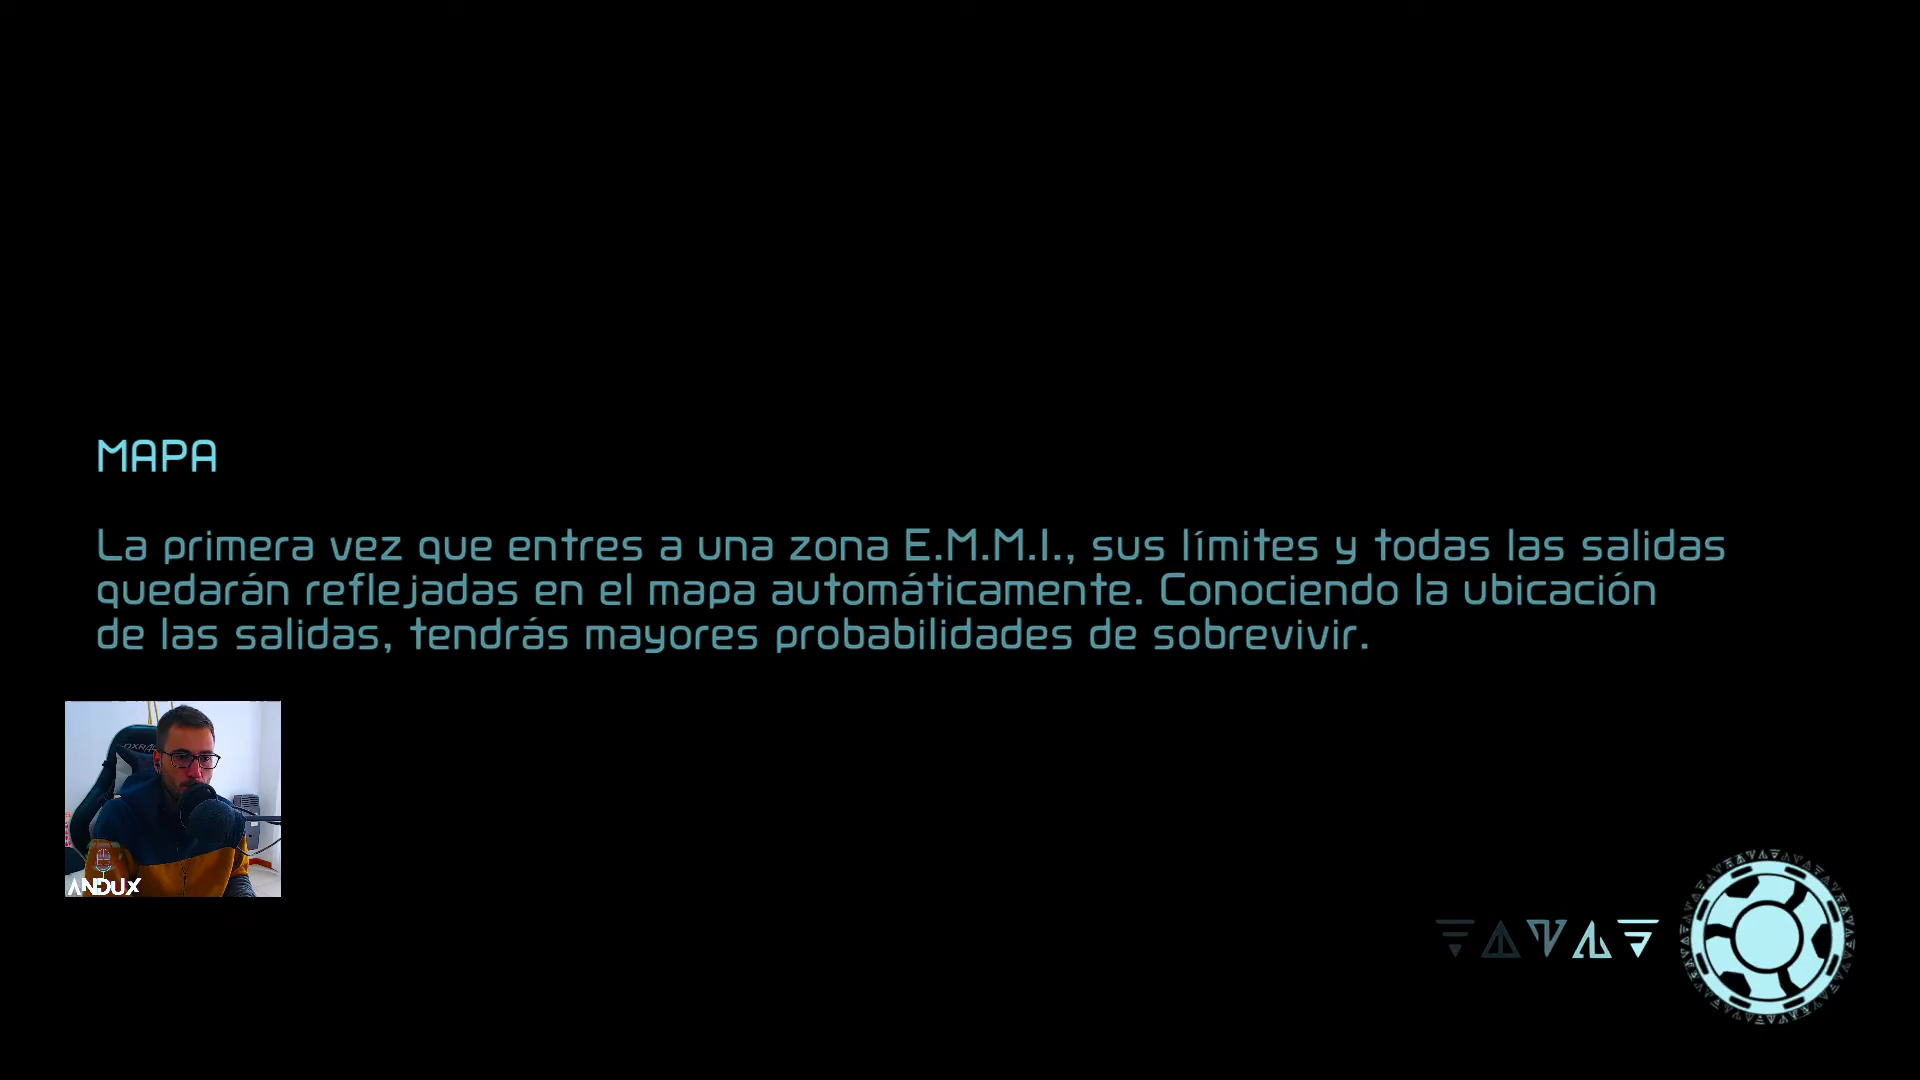 MAPA
La primera vez que entres a una zona E.M.M.I., sus límites y todas las salidas
quedarán reflejadas en el mapa automáticamente. Conociendo la ubicación
de las salidas, tendrás mayores probabilidades de sobrevivir.
ANDUX